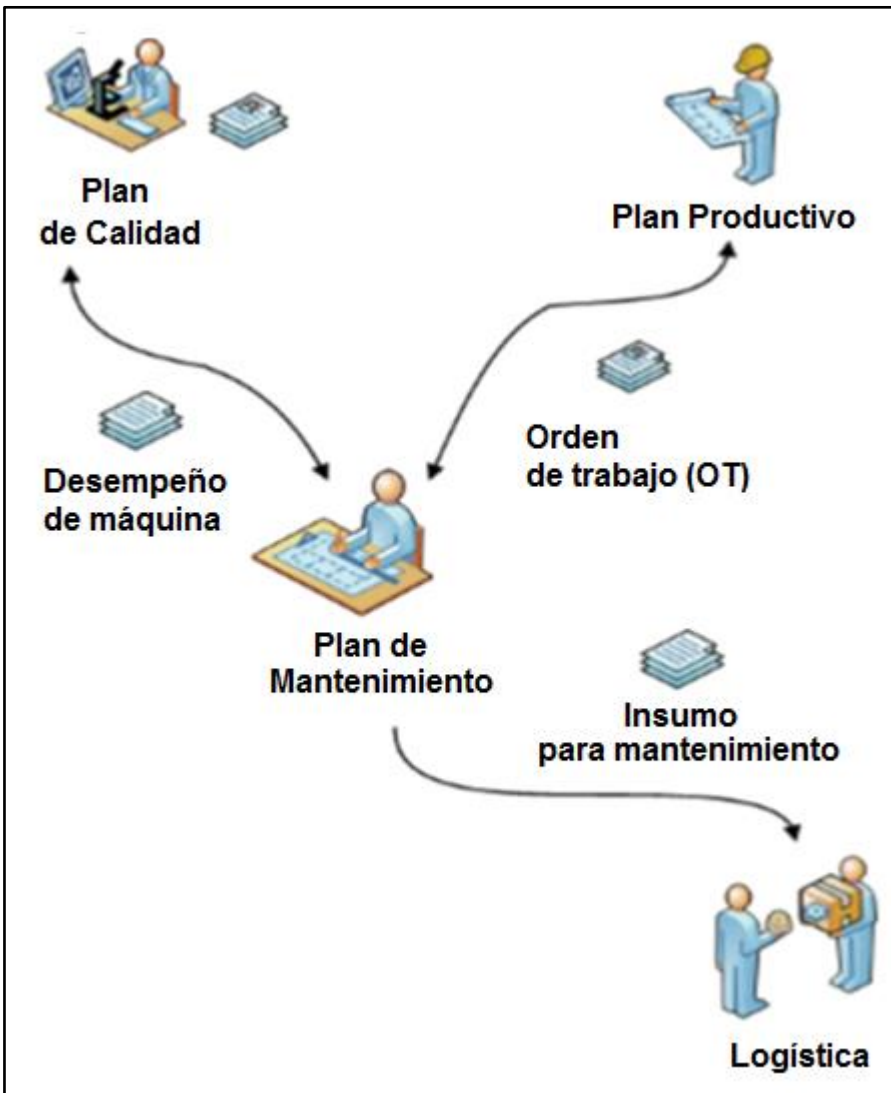 Plan
de Calidad
Plan Productivo
Desempeño
de máquina
Orden
de trabajo (OT)
Plan de
Mantenimiento
Insumo
para mantenimiento
Logística